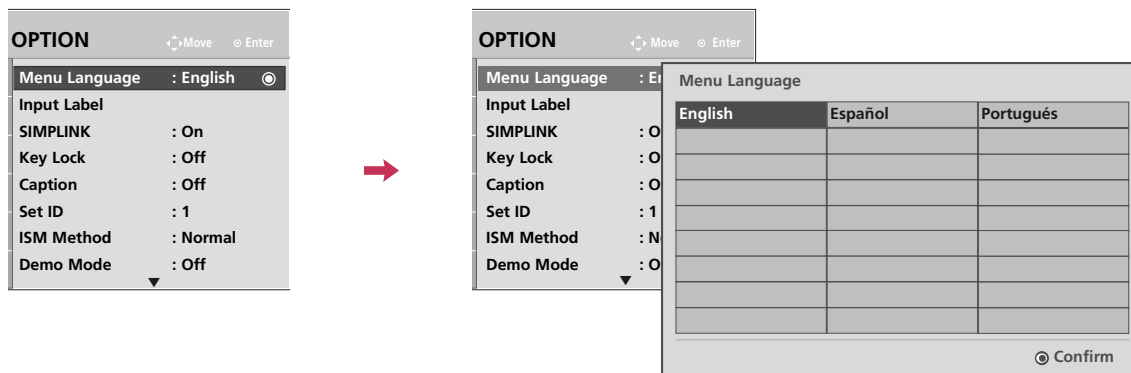 OPTION Move Enter
Menu Language : English
Input Label
SIMPLINK : On
Key Lock : Off
Caption : Off
Set ID : 1
ISM Method : Normal
Demo Mode : Off
OPTION Move Enter
Menu Language : En
Input Label
SIMPLINK : O
Key Lock : O
Caption : O
Set ID : 1
ISM Method : N
Demo Mode : O
Menu Language
English Español Portugués
Confirm